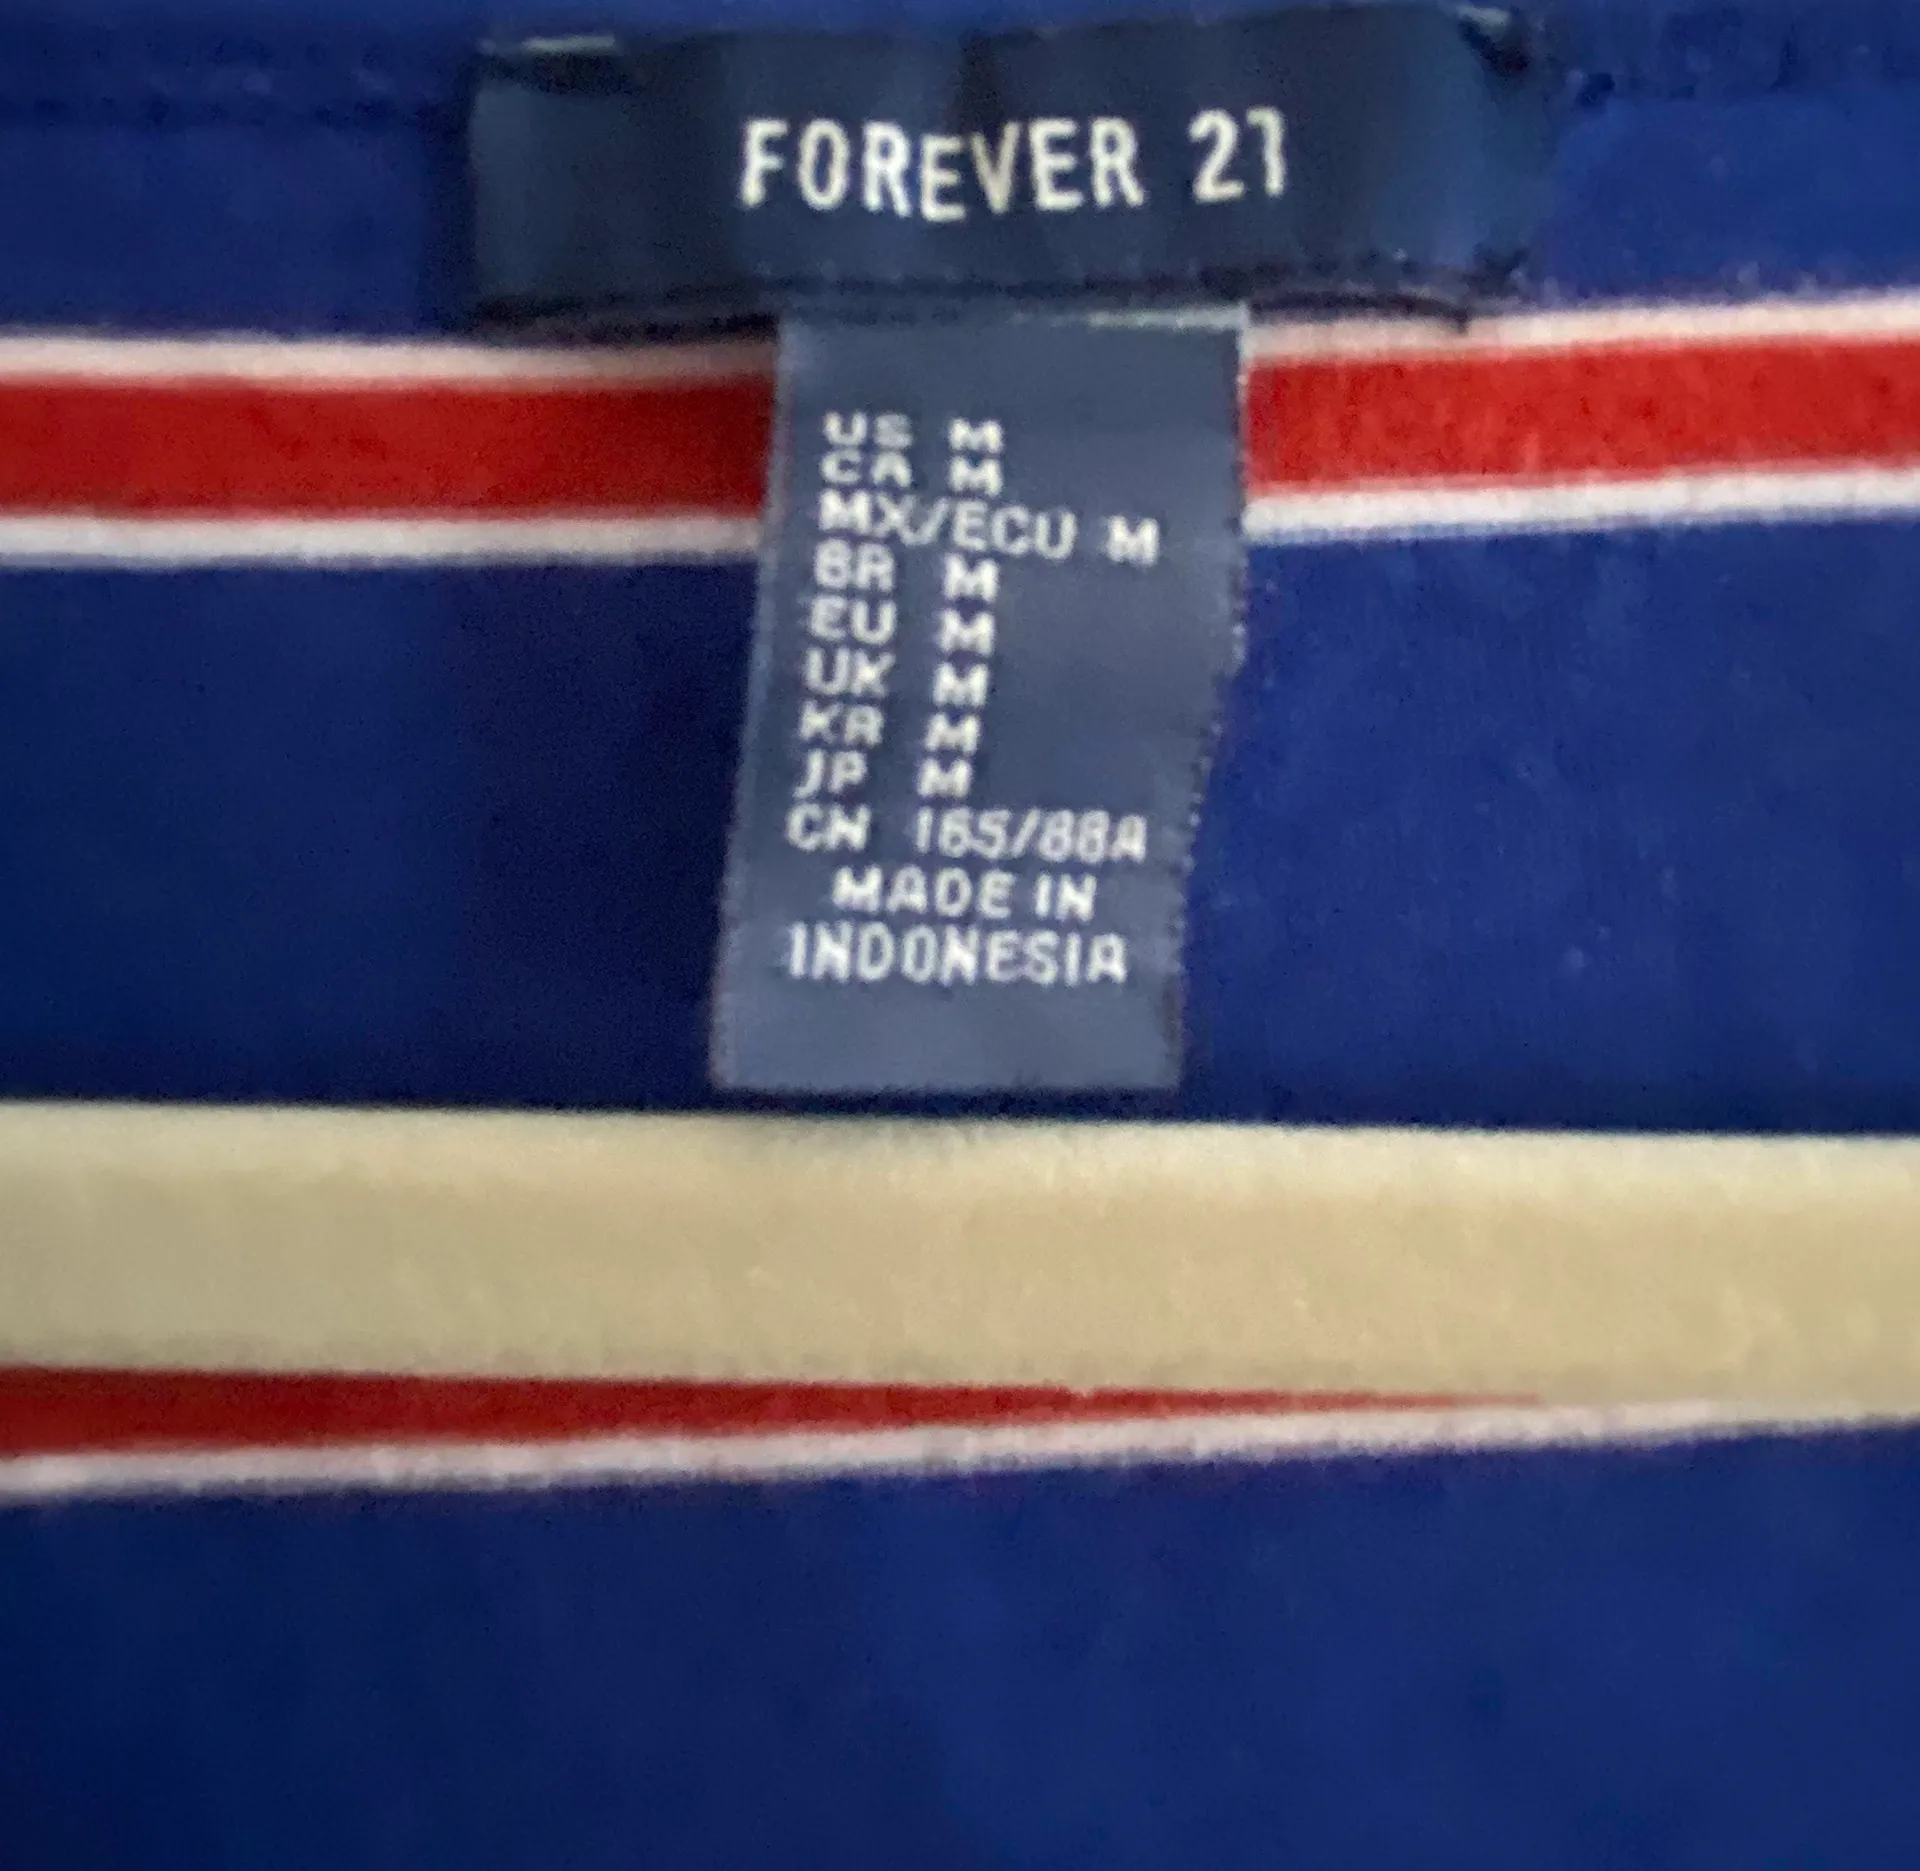 FOREVER 21
US M
CA M
MX/ECU M
BR M
EU M
UK M
KR M
JP M
CN 165/88A
MADE IN
INDONESIA